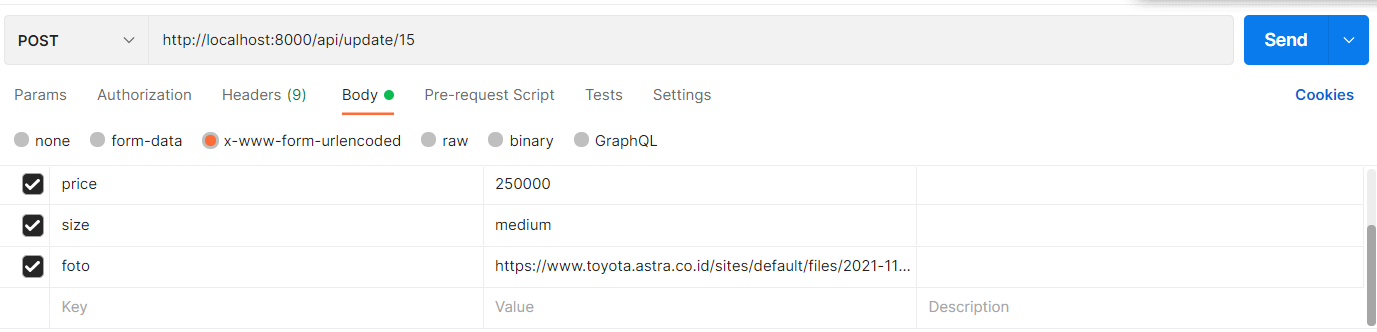 POST http://localhost:8000/api/update/15 Send
Params Authorization Headers (9) Body Pre-request Script Tests Settings Cookies
none form-data x-www-form-urlencoded raw binary GraphQL
price 250000
size medium
foto https://www.toyota.astra.co.id/sites/default/files/2021-11...
Key Value Description